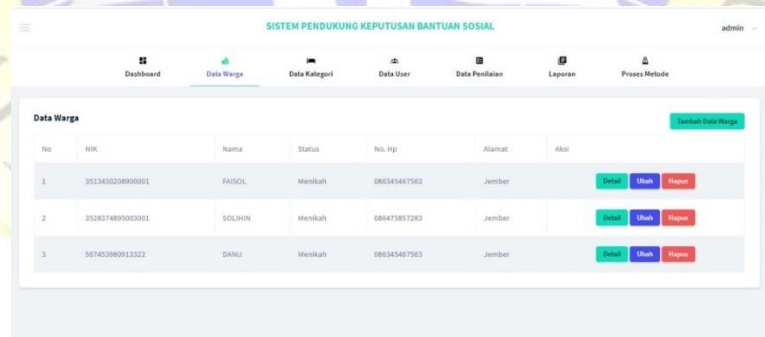 SISTEM PENDUKUNG KEPUTUSAN BANTUAN SOSIAL
admin
Dashboard Data Warga Data Kategori Data User Data Penilaian Laporan Proses Metode
Data Warga
Tambah Data Warga
No NIK Nama Status No. Hp Alamat Aksi
1 3513450208900001 FAISOL Menikah 086345467563 Jember Detail Ubah Hapus
2 3528374895003001 SOLIHIN Menikah 086475857283 Jember Detail Ubah Hapus
3 567453980913322 DANU Menikah 086345467563 Jember Detail Ubah Hapus